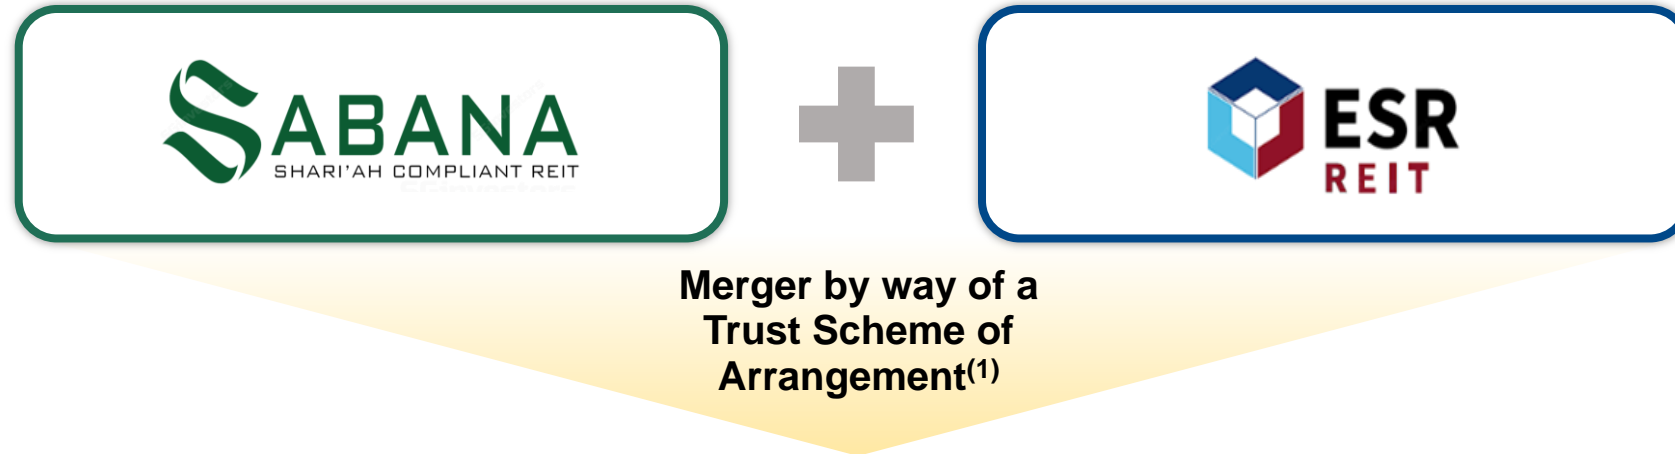 SABANA
SHARI'AH COMPLIANT REIT
ESR
REIT
Merger by way of a
Trust Scheme of
Arrangement(1)